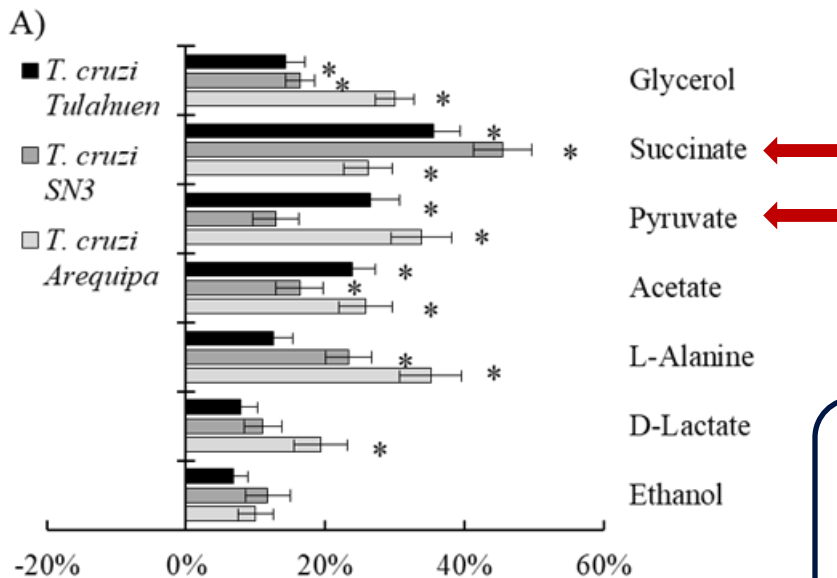 A)
T. cruzi
Tulahuen
T. cruzi
SN3
T. cruzi
Arequipa
* Glycerol
*
*
* Succinate
*
*
* Pyruvate
*
* Acetate
*
*
L-Alanine
*
*
D-Lactate
*
Ethanol
-20% 0% 20% 40% 60%